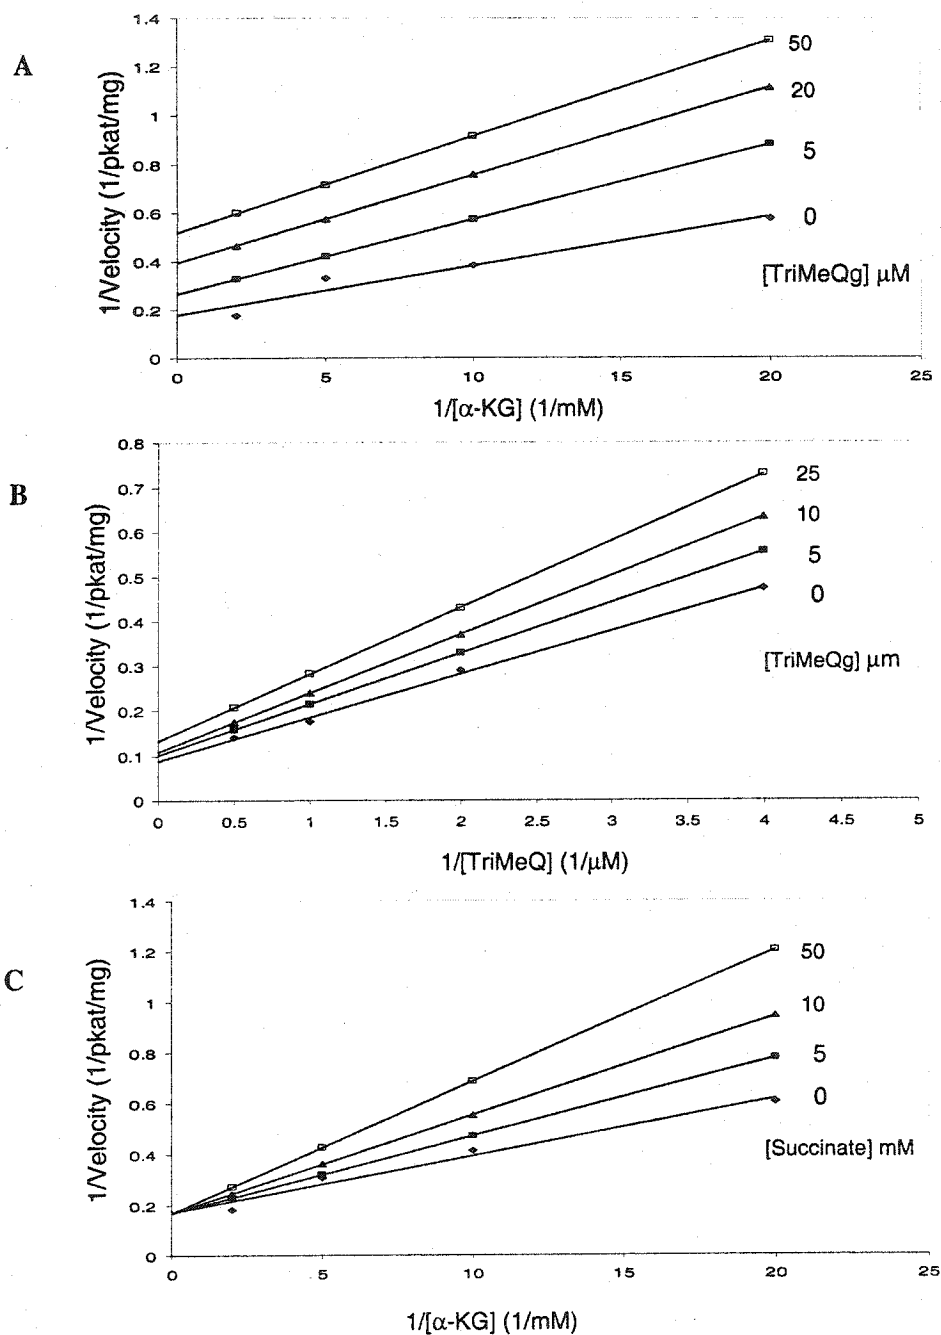 A
1/Velocity (1/pkat/mg)
1.4
1.2
1
0.8
0.6
0.4
0.2
0
0 5 10 15 20 25
50
20
5
0
[TriMeQg] μM
1/[α-KG] (1/mM)
B
1/Velocity (1/pkat/mg)
0.8
0.7
0.6
0.5
0.4
0.3
0.2
0.1
0
0 0.5 1 1.5 2 2.5 3 3.5 4 4.5 5
25
10
5
0
[TriMeQg] μm
1/[TriMeQ] (1/μM)
C
1/Velocity (1/pkat/mg)
1.4
1.2
1
0.8
0.6
0.4
0.2
0
0 5 10 15 20 25
50
10
5
0
[Succinate] mM
1/[α-KG] (1/mM)